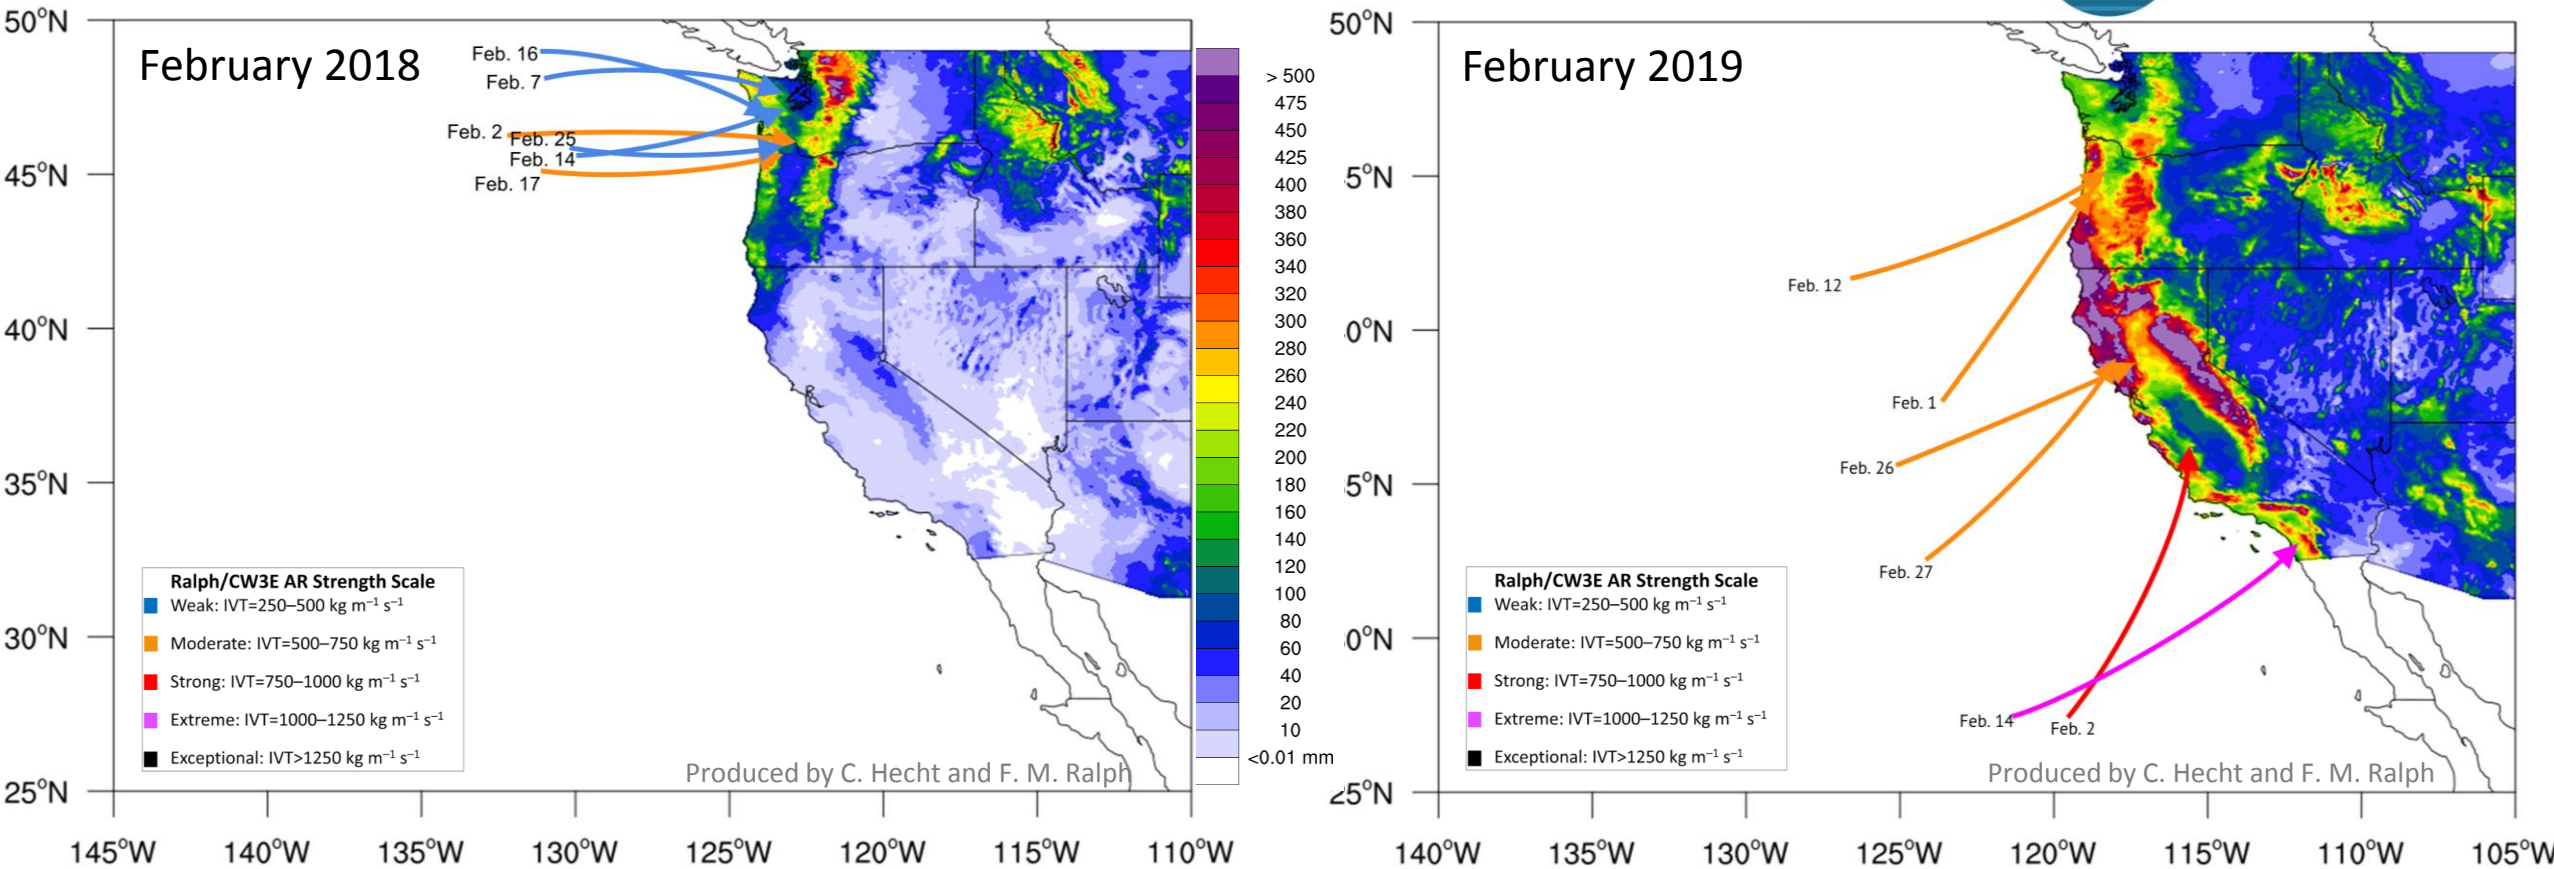 February 2018
50°N
45°N
40°N
35°N
30°N
25°N
145°W
140°W
135°W
130°W
125°W
120°W
115°W
110°W
Feb. 16
Feb. 7
Feb. 2
Feb. 25
Feb. 14
Feb. 17
Ralph/CW3E AR Strength Scale
Weak: IVT=250–500 kg m⁻¹ s⁻¹
Moderate: IVT=500–750 kg m⁻¹ s⁻¹
Strong: IVT=750–1000 kg m⁻¹ s⁻¹
Extreme: IVT=1000–1250 kg m⁻¹ s⁻¹
Exceptional: IVT>1250 kg m⁻¹ s⁻¹
Produced by C. Hecht and F. M. Ralph
> 500
475
450
425
400
380
360
340
320
300
280
260
240
220
200
180
160
140
120
100
80
60
40
20
10
<0.01 mm
February 2019
50°N
5°N
0°N
5°N
0°N
25°N
140°W
135°W
130°W
125°W
120°W
115°W
110°W
105°W
Feb. 12
Feb. 1
Feb. 26
Feb. 27
Feb. 14
Feb. 2
Ralph/CW3E AR Strength Scale
Weak: IVT=250–500 kg m⁻¹ s⁻¹
Moderate: IVT=500–750 kg m⁻¹ s⁻¹
Strong: IVT=750–1000 kg m⁻¹ s⁻¹
Extreme: IVT=1000–1250 kg m⁻¹ s⁻¹
Exceptional: IVT>1250 kg m⁻¹ s⁻¹
Produced by C. Hecht and F. M. Ralph